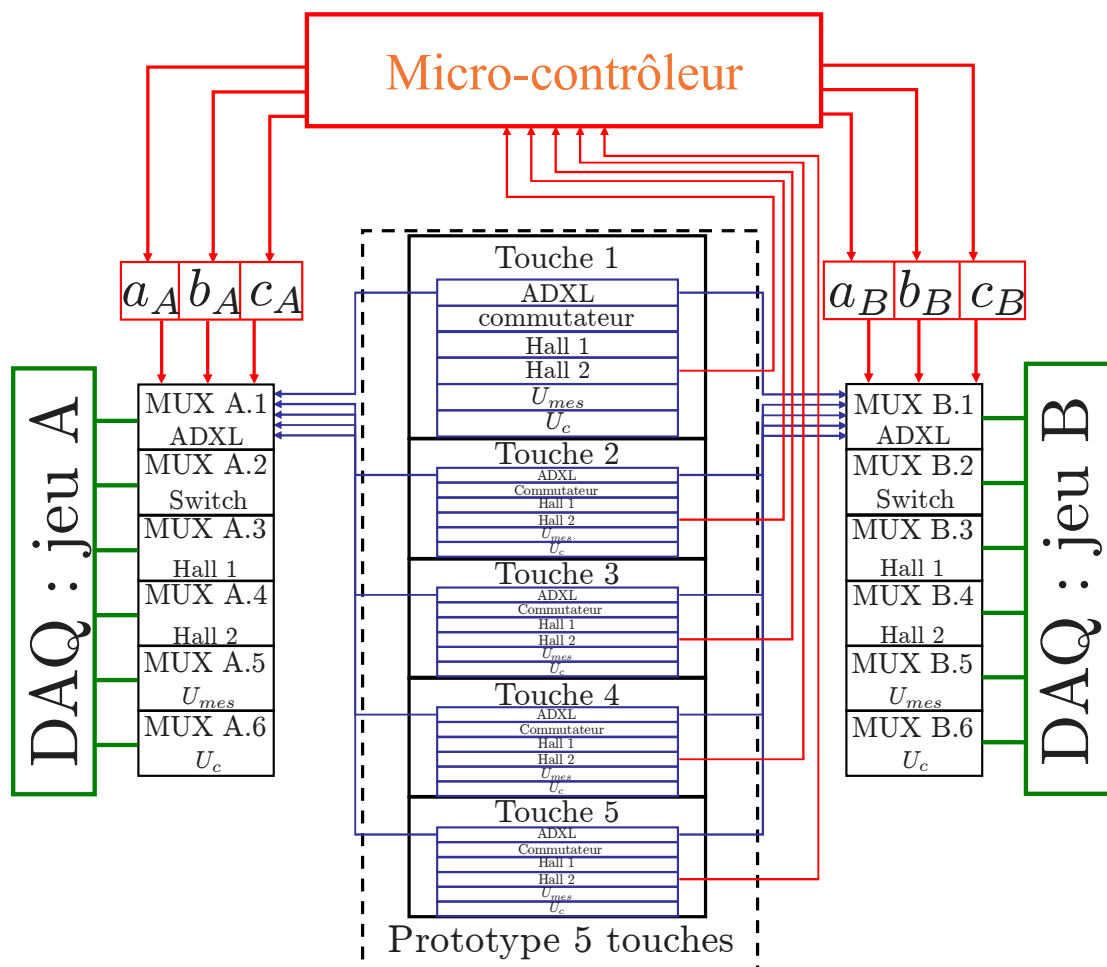 Micro-contrôleur
a_A b_A c_A
a_B b_B c_B
DAQ : jeu A
MUX A.1
ADXL
MUX A.2
Switch
MUX A.3
Hall 1
MUX A.4
Hall 2
MUX A.5
U_mes
MUX A.6
U_c
Touche 1
ADXL
commutateur
Hall 1
Hall 2
U_mes
U_c
Touche 2
ADXL
Commutateur
Hall 1
Hall 2
U_mes
U_c
Touche 3
ADXL
Commutateur
Hall 1
Hall 2
U_mes
U_c
Touche 4
ADXL
Commutateur
Hall 1
Hall 2
U_mes
U_c
Touche 5
ADXL
Commutateur
Hall 1
Hall 2
U_mes
U_c
Prototype 5 touches
MUX B.1
ADXL
MUX B.2
Switch
MUX B.3
Hall 1
MUX B.4
Hall 2
MUX B.5
U_mes
MUX B.6
U_c
DAQ : jeu B